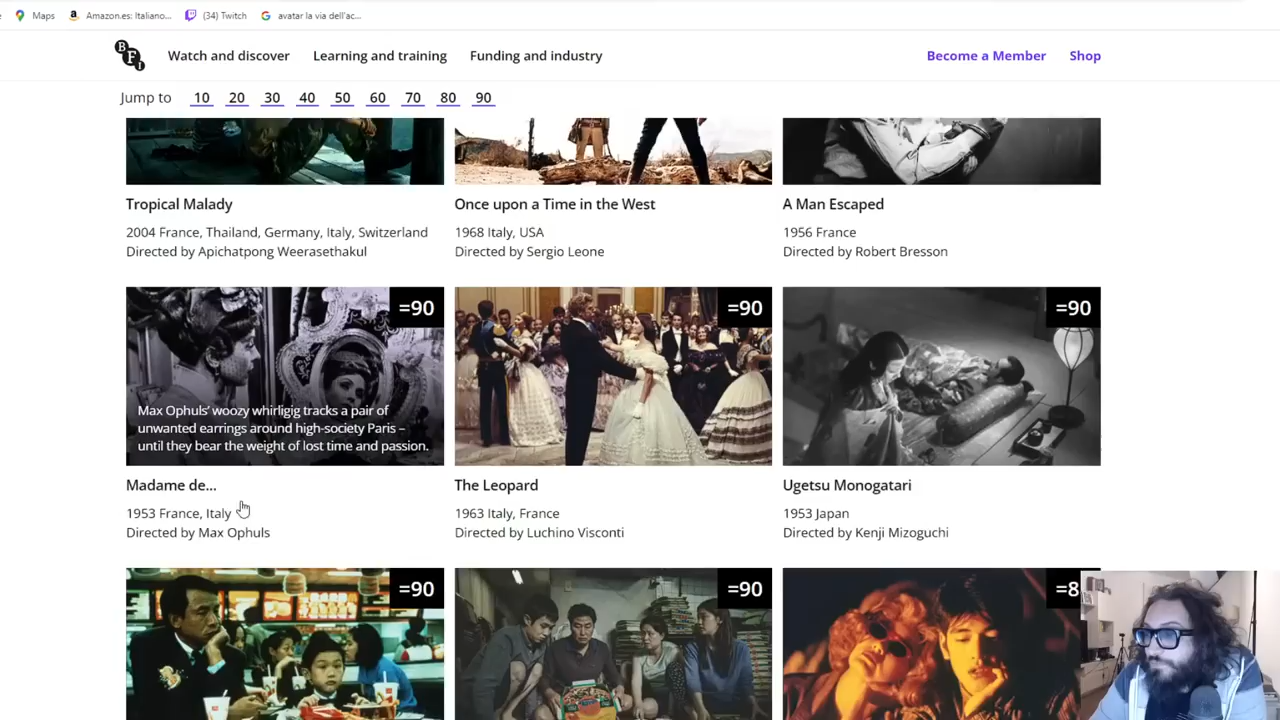 Maps
Amazon.es: Italiano...
(34) Twitch
avatar la via dell'ac...
BFI
Watch and discover
Learning and training
Funding and industry
Become a Member
Shop
Jump to
10
20
30
40
50
60
70
80
90
Tropical Malady
2004 France, Thailand, Germany, Italy, Switzerland
Directed by Apichatpong Weerasethakul
Once upon a Time in the West
1968 Italy, USA
Directed by Sergio Leone
A Man Escaped
1956 France
Directed by Robert Bresson
=90
Max Ophuls’ woozy whirligig tracks a pair of
unwanted earrings around high-society Paris –
until they bear the weight of lost time and passion.
Madame de...
1953 France, Italy
Directed by Max Ophuls
=90
The Leopard
1963 Italy, France
Directed by Luchino Visconti
=90
Ugetsu Monogatari
1953 Japan
Directed by Kenji Mizoguchi
=90
=90
=8